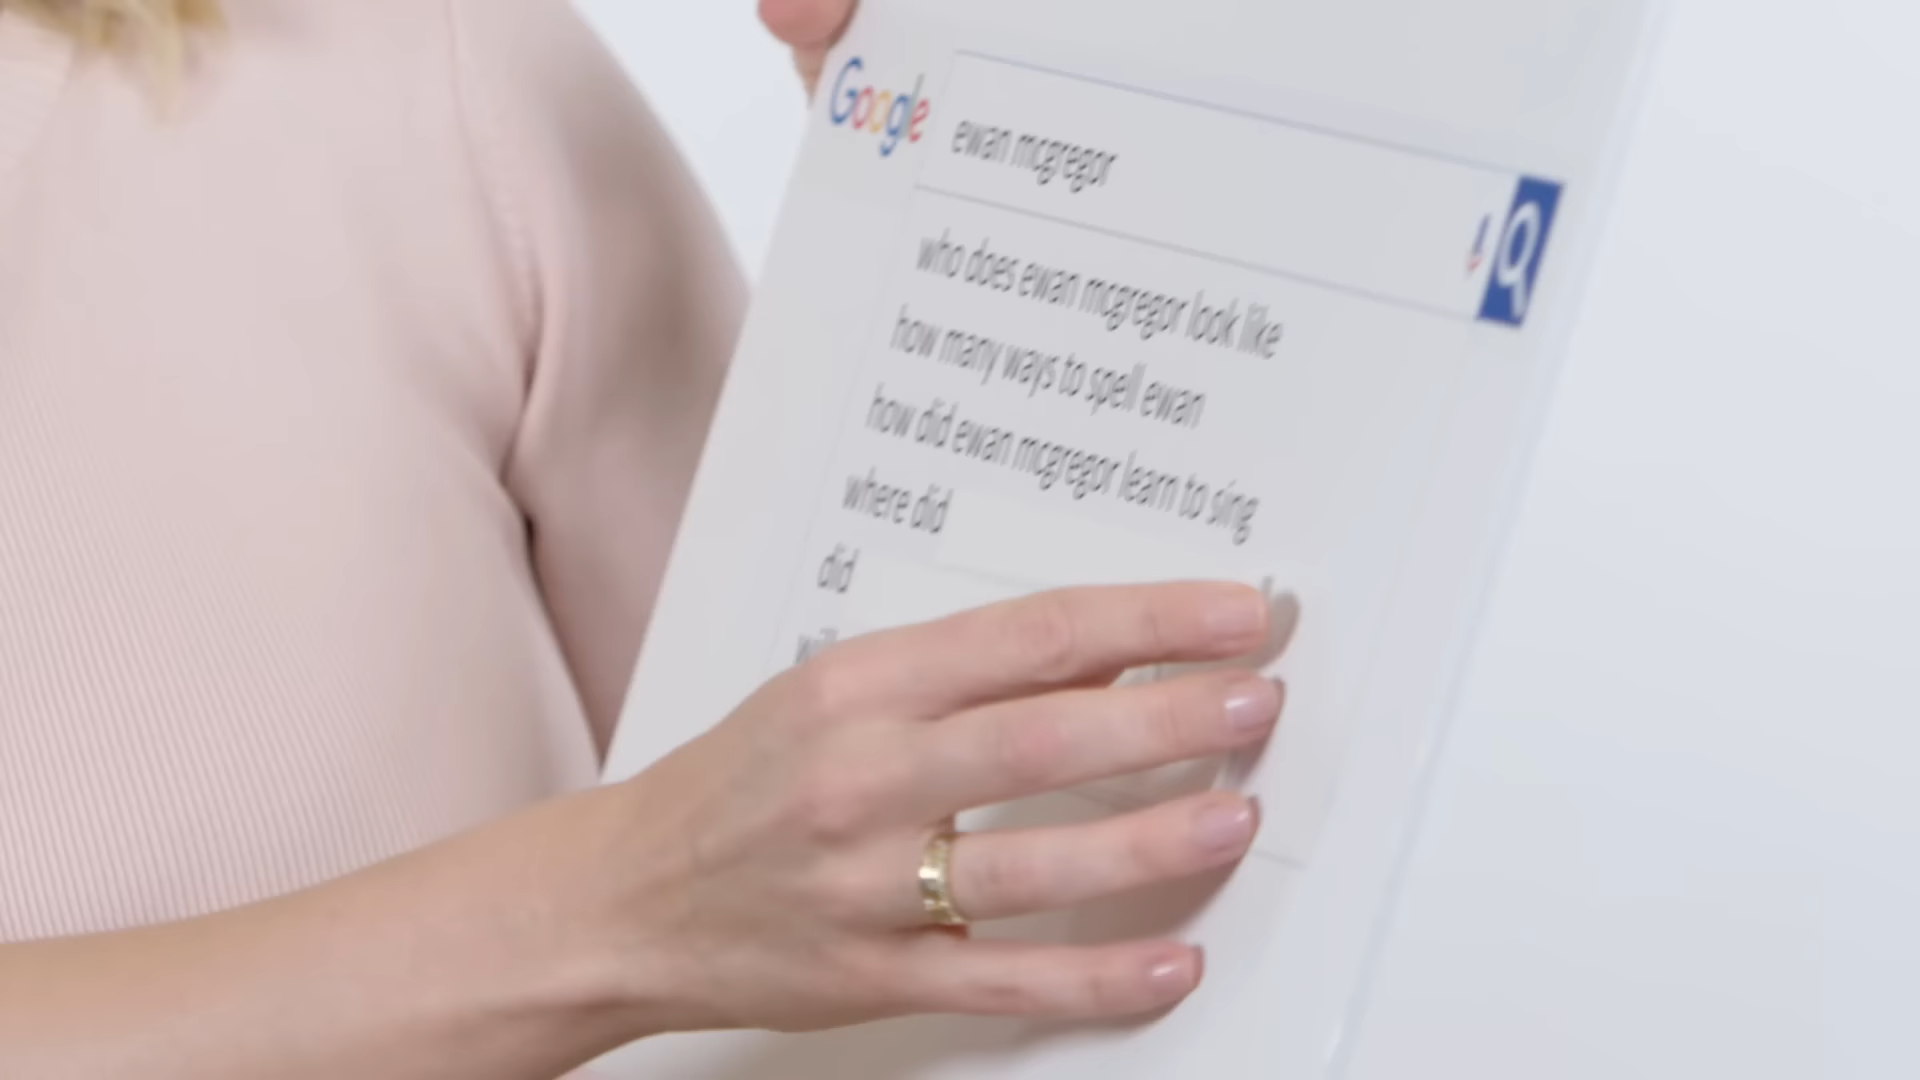 Google
ewan mcgregor
who does ewan mcgregor look like
how many ways to spell ewan
how did ewan mcgregor learn to sing
where did
did